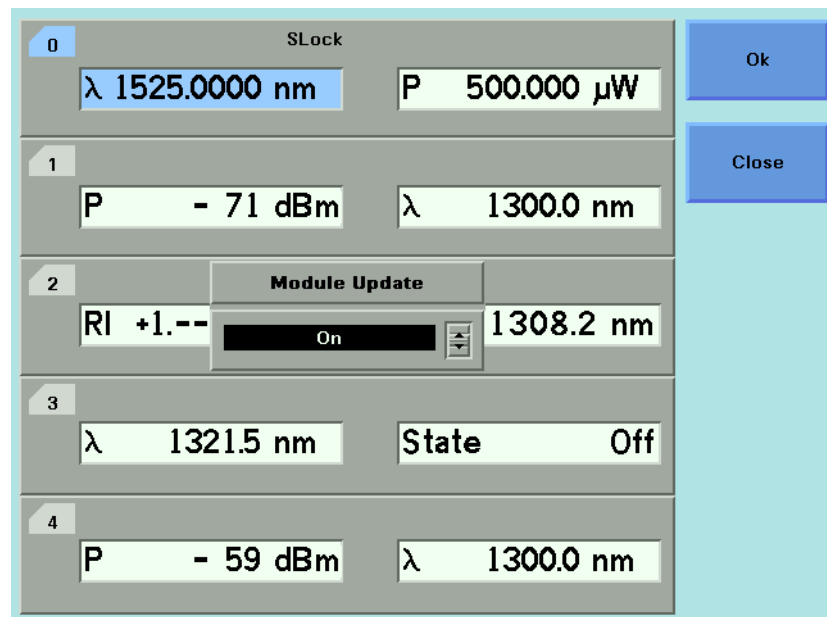 0
SLock
λ 1525.0000 nm
P 500.000 µW
Ok
1
P - 71 dBm
λ 1300.0 nm
Close
2
Module Update
RI +1.--
On
1308.2 nm
3
λ 1321.5 nm
State Off
4
P - 59 dBm
λ 1300.0 nm